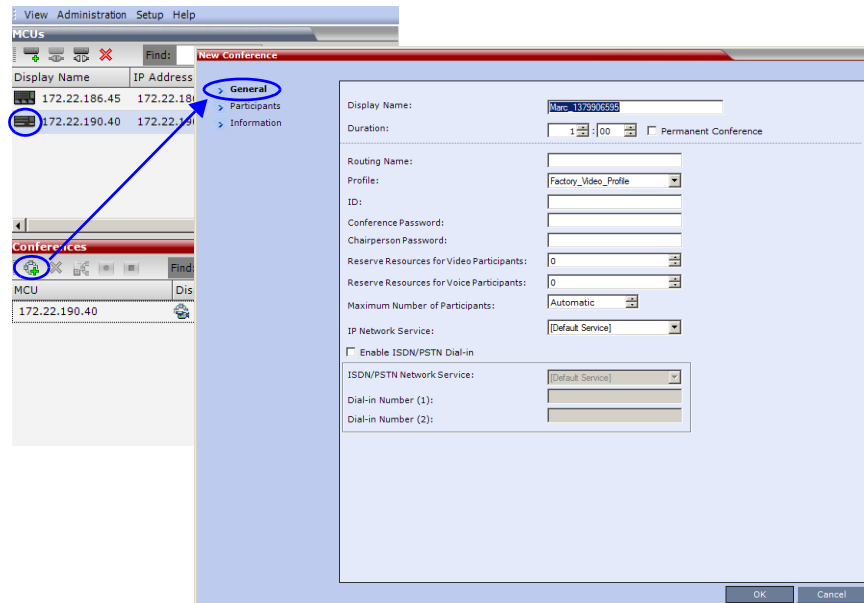 View Administration Setup Help
MCUs
Find:
Display Name IP Address
172.22.186.45 172.22.18
172.22.190.40 172.22.19
Conferences
Find:
MCU Dis
172.22.190.40
New Conference
General
Participants
Information
Display Name: Marc_1379906595
Duration: 1 : 00 Permanent Conference
Routing Name:
Profile: Factory_Video_Profile
ID:
Conference Password:
Chairperson Password:
Reserve Resources for Video Participants: 0
Reserve Resources for Voice Participants: 0
Maximum Number of Participants: Automatic
IP Network Service: [Default Service]
Enable ISDN/PSTN Dial-in
ISDN/PSTN Network Service: [Default Service]
Dial-in Number (1):
Dial-in Number (2):
OK Cancel